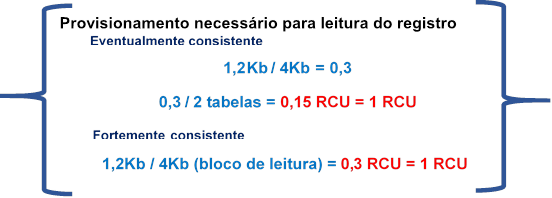 Provisionamento necessário para leitura do registro
Eventualmente consistente
1,2Kb / 4Kb = 0,3
0,3 / 2 tabelas = 0,15 RCU = 1 RCU
Fortemente consistente
1,2Kb / 4Kb (bloco de leitura) = 0,3 RCU = 1 RCU